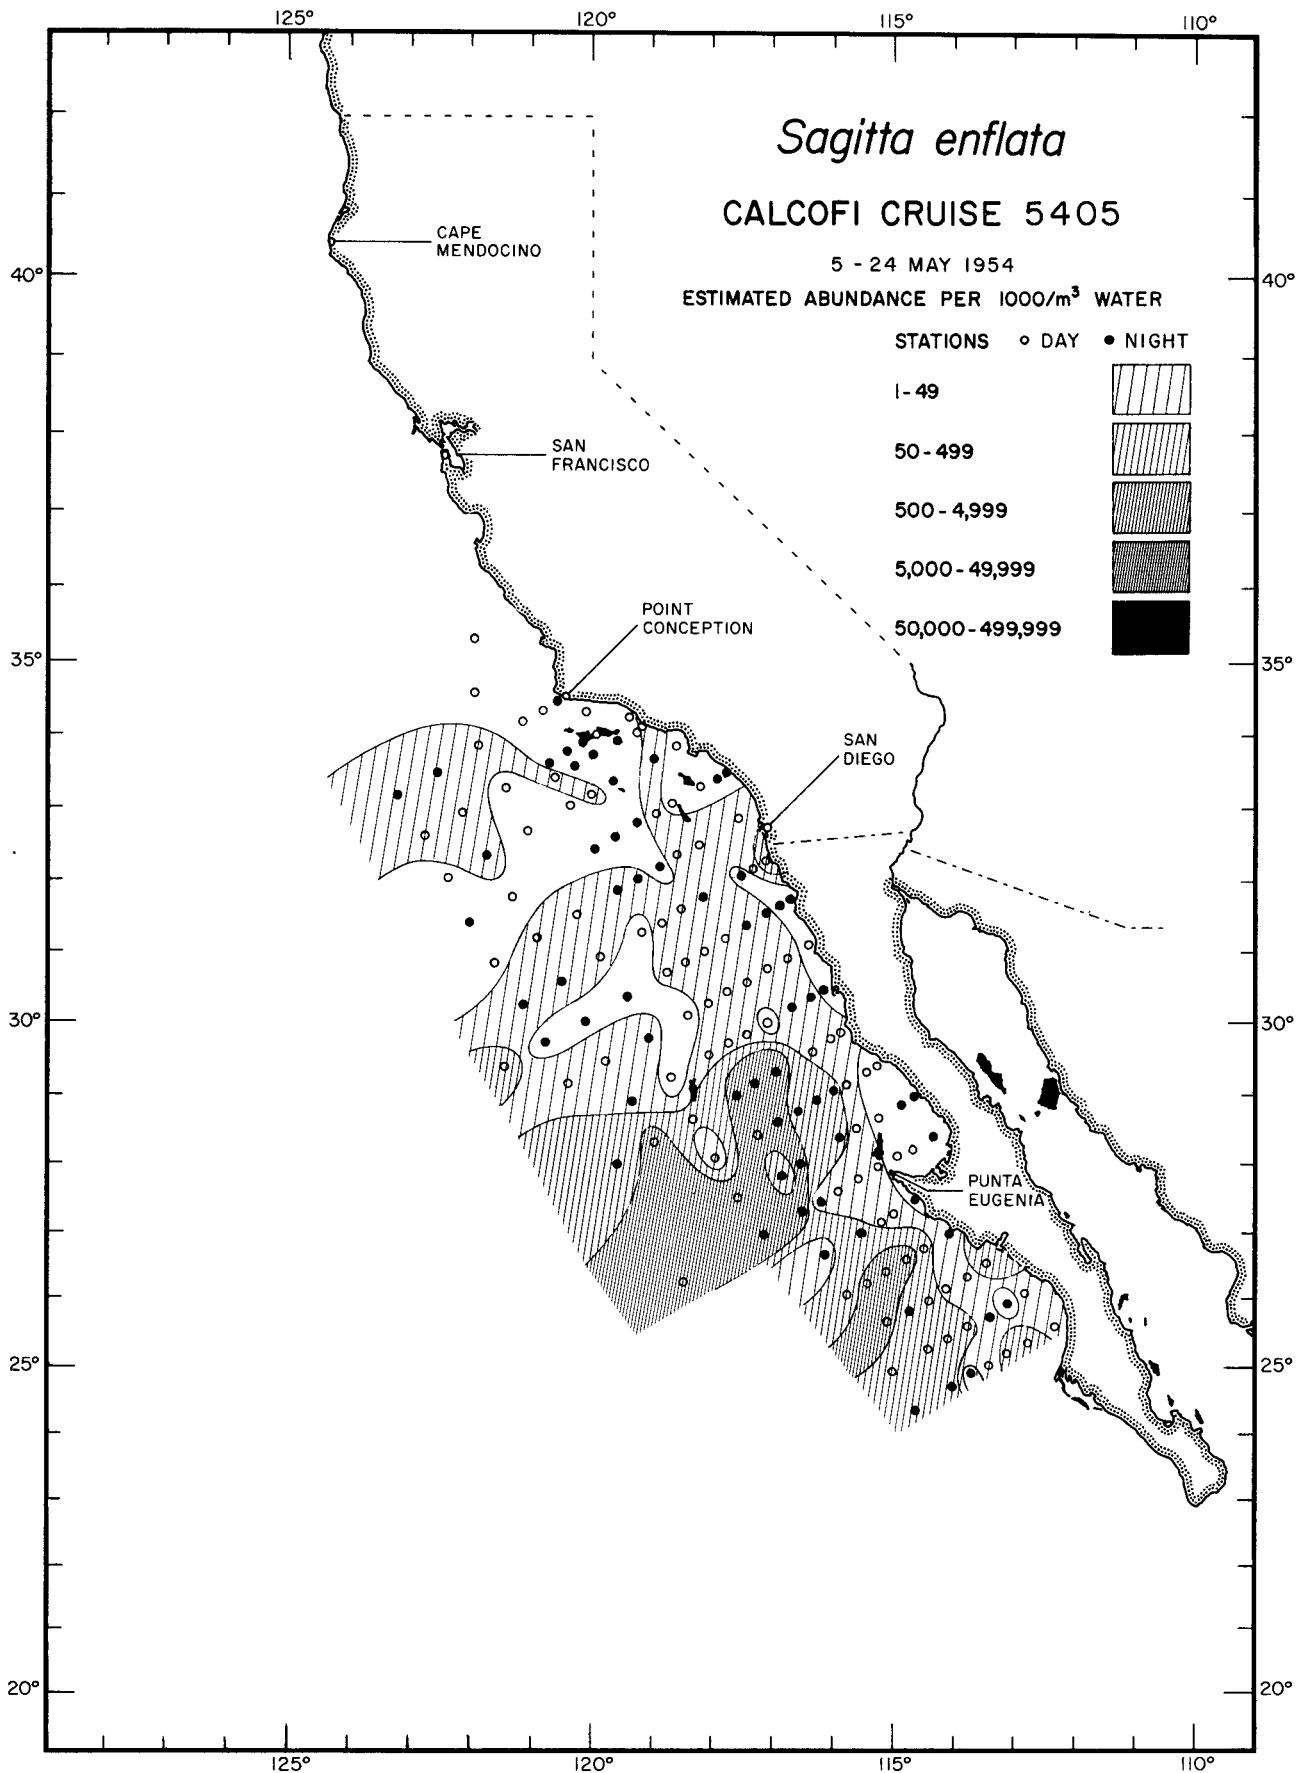 125° 120° 115° 110°
Sagitta enflata
CALCOFI CRUISE 5405
5 - 24 MAY 1954
ESTIMATED ABUNDANCE PER 1000/m³ WATER
STATIONS ○ DAY ● NIGHT
1-49
50-499
500-4,999
5,000-49,999
50,000-499,999
CAPE
MENDOCINO
40° 40°
SAN
FRANCISCO
POINT
CONCEPTION
35° 35°
SAN
DIEGO
30° 30°
PUNTA
EUGENIA
25° 25°
20° 20°
125° 120° 115° 110°